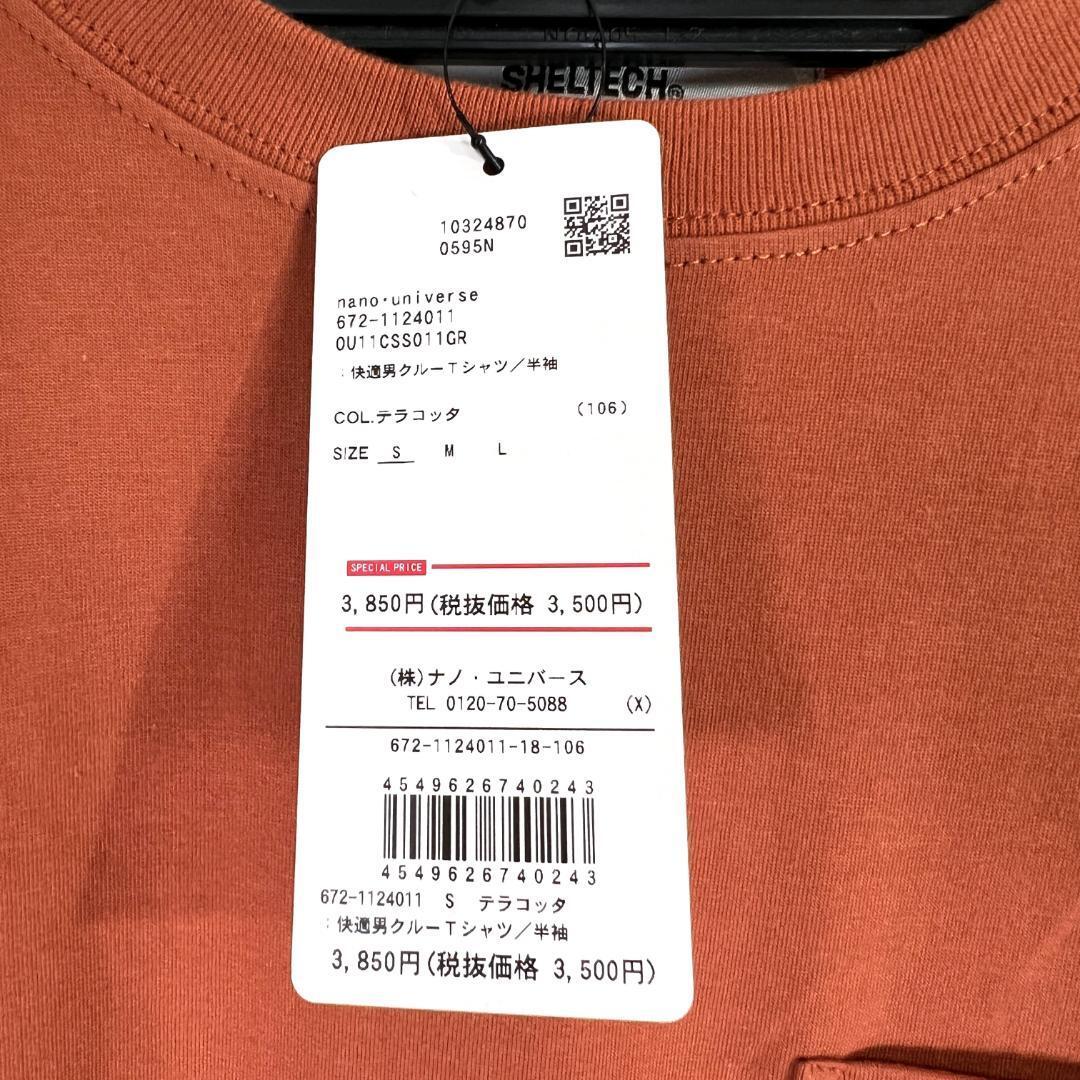 SHELTECH®
10324870
0595N
nano・universe
672-1124011
0U11CSS011GR
：快適男クルーTシャツ／半袖
COL.テラコッタ （106）
SIZE S M L
SPECIAL PRICE
3,850円(税抜価格 3,500円)
(株)ナノ・ユニバース
TEL 0120-70-5088 (X)
672-1124011-18-106
4549626740243
4549626740243
672-1124011 S テラコッタ
：快適男クルーTシャツ／半袖
3,850円(税抜価格 3,500円)